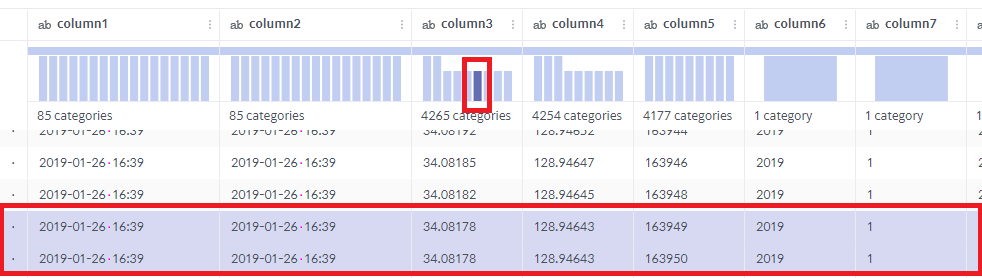 ab column1 ab column2 ab column3 ab column4 ab column5 ab column6 ab column7
85 categories 85 categories 4265 categories 4254 categories 4177 categories 1 category 1 category 1
2019-01-26·16:39 2019-01-26·16:39 34.08192 128.94652 163944 2019 1
2019-01-26·16:39 2019-01-26·16:39 34.08185 128.94647 163946 2019 1
2019-01-26·16:39 2019-01-26·16:39 34.08182 128.94645 163948 2019 1
2019-01-26·16:39 2019-01-26·16:39 34.08178 128.94643 163949 2019 1
2019-01-26·16:39 2019-01-26·16:39 34.08178 128.94643 163950 2019 1